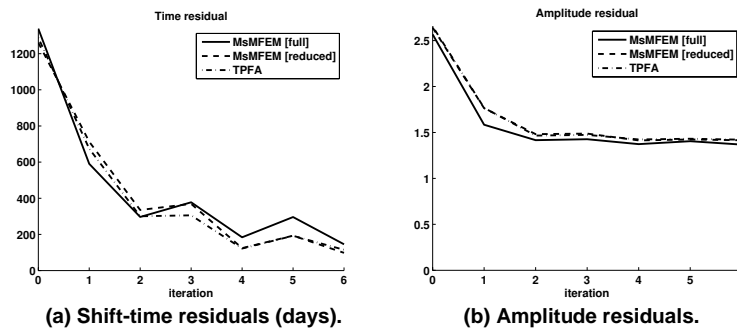 Time residual
MsMFEM [full]
MsMFEM [reduced]
TPFA
1200
1000
800
600
400
200
0
0 1 2 3 4 5 6
iteration
(a) Shift-time residuals (days).
Amplitude residual
MsMFEM [full]
MsMFEM [reduced]
TPFA
2.5
2
1.5
1
0.5
0
0 1 2 3 4 5
iteration
(b) Amplitude residuals.